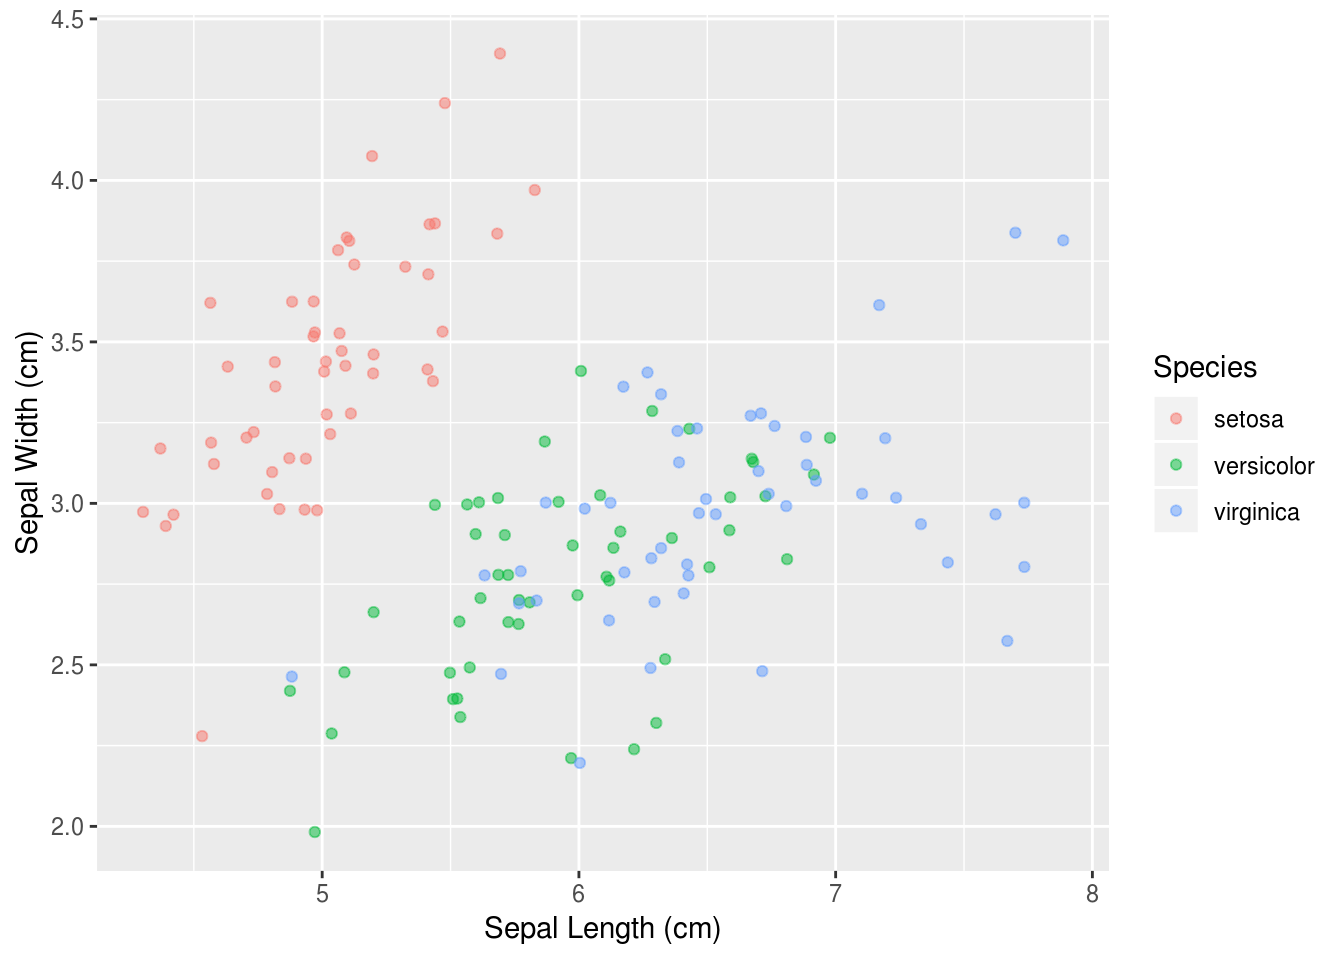 4.5
4.0
3.5
3.0
2.5
2.0
Sepal Width (cm)
5 6 7 8
Sepal Length (cm)
Species
setosa
versicolor
virginica